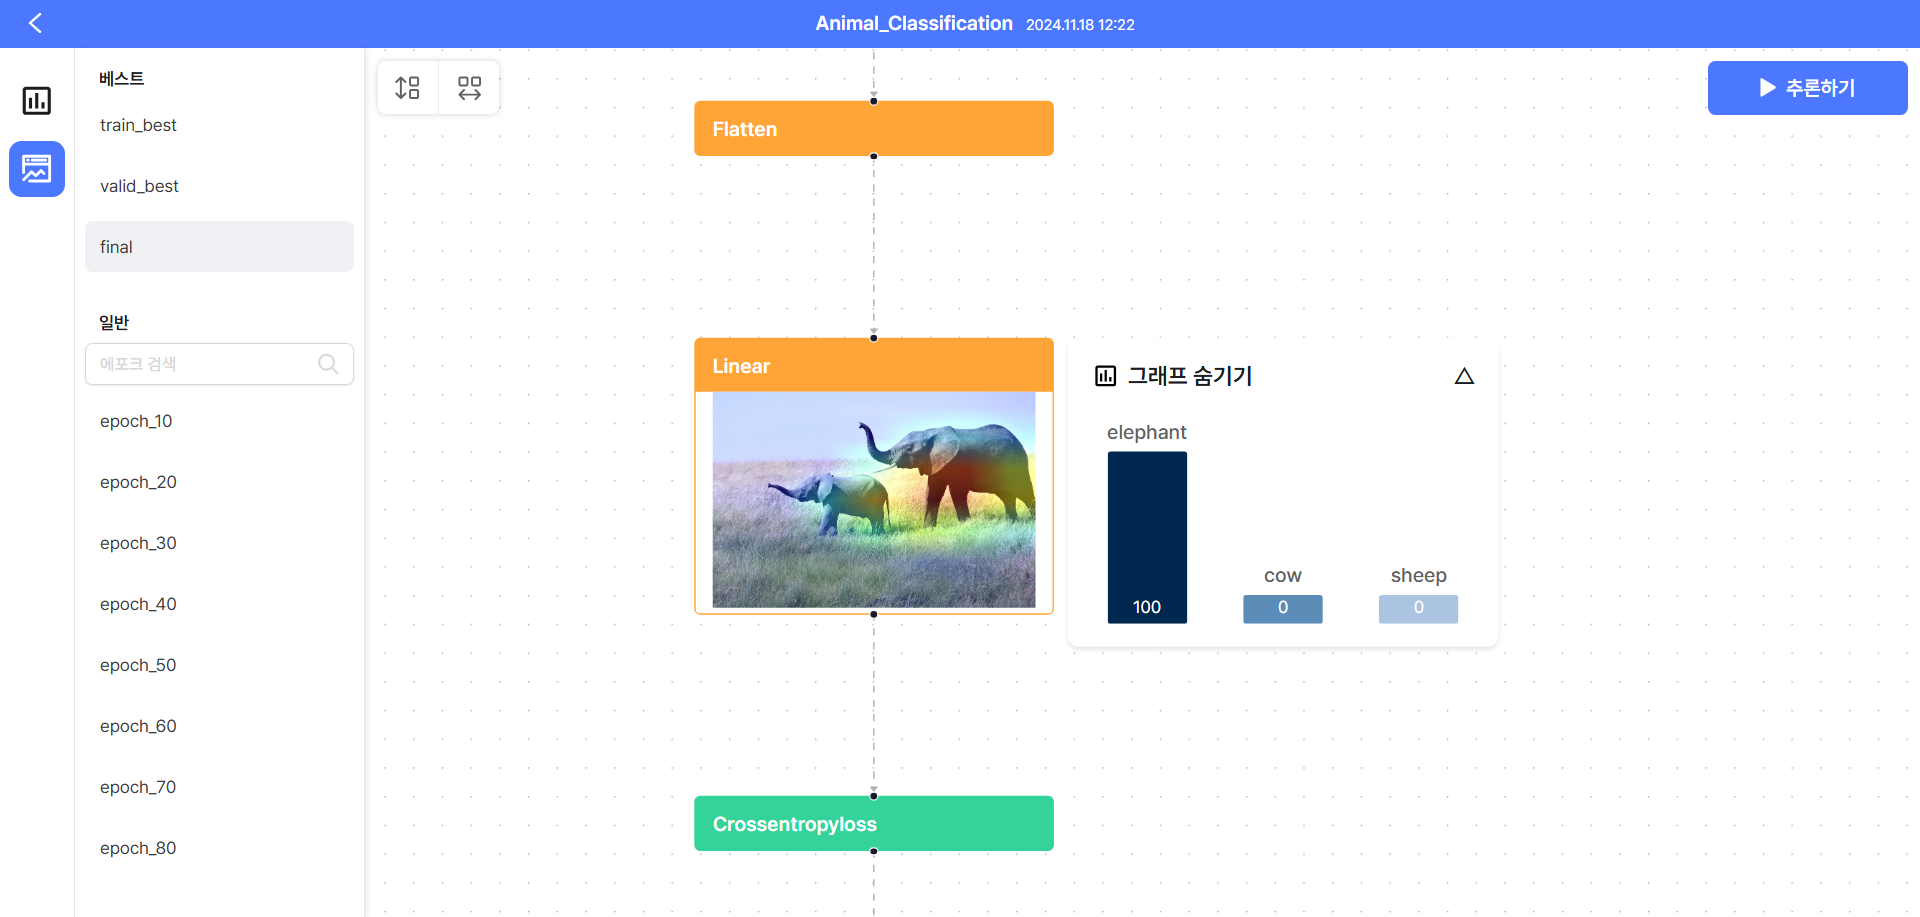 Animal_Classification 2024.11.18 12:22
베스트
train_best
valid_best
final
일반
에포크 검색
epoch_10
epoch_20
epoch_30
epoch_40
epoch_50
epoch_60
epoch_70
epoch_80
추론하기
Flatten
Linear
그래프 숨기기
elephant
100
cow
0
sheep
0
Crossentropyloss